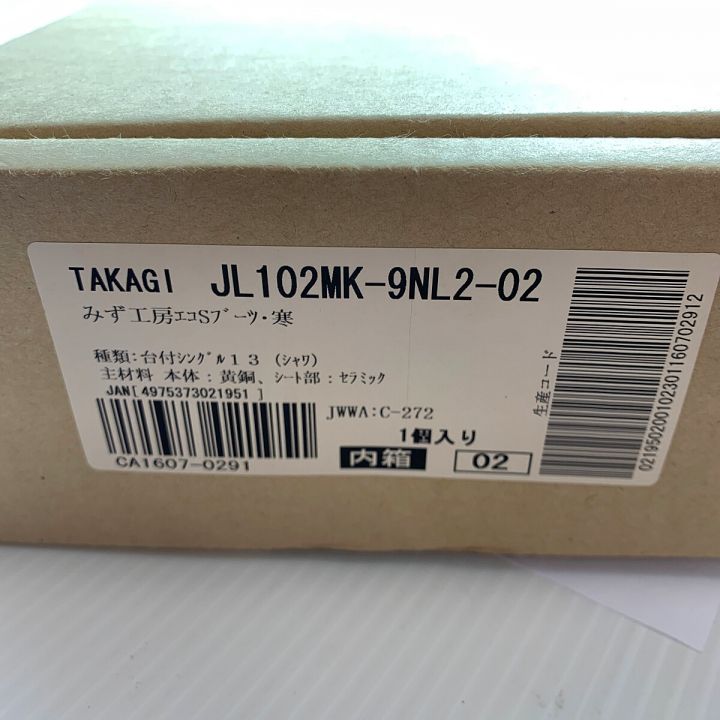 TAKAGI JL102MK-9NL2-02
みず工房ｴｺSﾌﾞｰﾂ・寒
種類：台付ｼﾝｸﾞﾙ１３（ｼｬﾜ）
主材料 本体：黄銅、ｼｰﾄ部：ｾﾗﾐｯｸ
JAN[4975373021951 ]
JWWA:C-272
1個入り
CA1607-0291
内箱
02
生産コード
021950200102301160702912